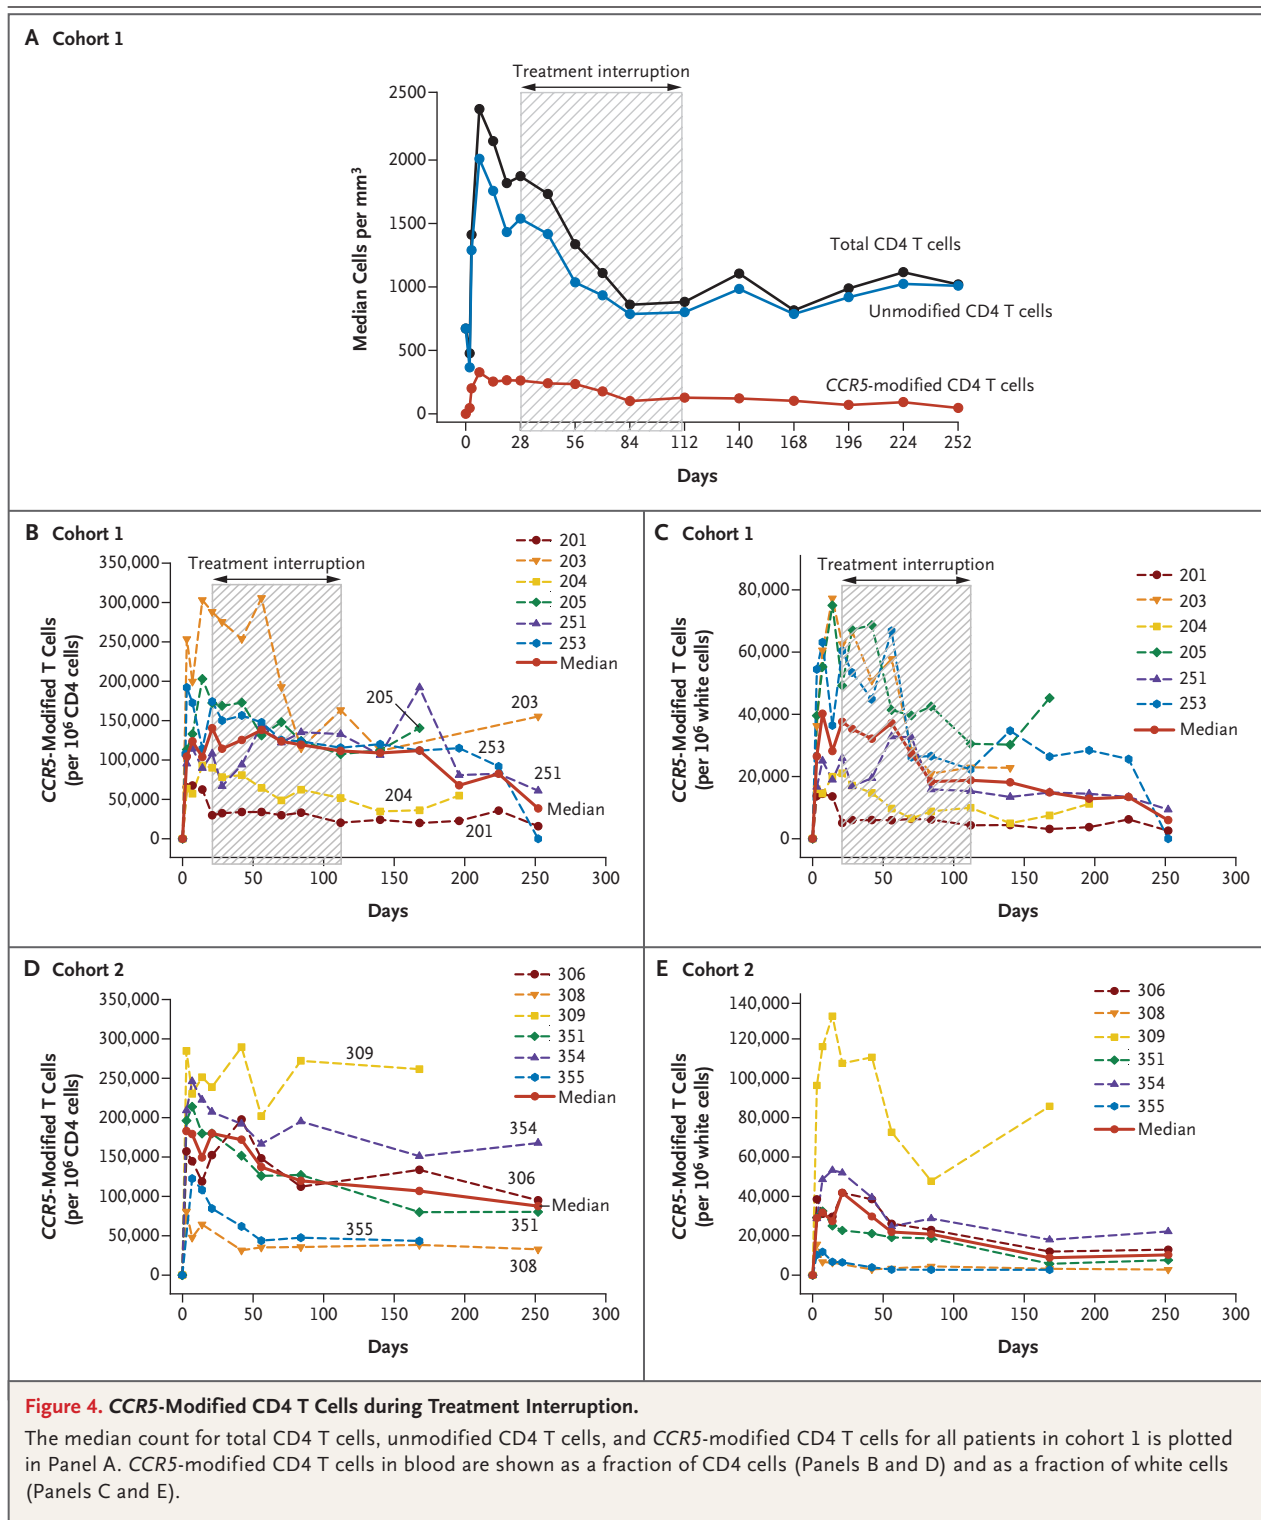 A Cohort 1
Treatment interruption
2500
2000
1500
1000
500
0
Median Cells per mm³
Total CD4 T cells
Unmodified CD4 T cells
CCR5-modified CD4 T cells
0 28 56 84 112 140 168 196 224 252
Days
B Cohort 1
Treatment interruption
350,000
300,000
250,000
200,000
150,000
100,000
50,000
0
CCR5-Modified T Cells
(per 10⁶ CD4 cells)
201
203
204
205
251
253
Median
205
203
253
251
204
Median
201
0 50 100 150 200 250 300
Days
C Cohort 1
Treatment interruption
80,000
60,000
40,000
20,000
0
CCR5-Modified T Cells
(per 10⁶ white cells)
201
203
204
205
251
253
Median
0 50 100 150 200 250 300
Days
D Cohort 2
350,000
300,000
250,000
200,000
150,000
100,000
50,000
0
CCR5-Modified T Cells
(per 10⁶ CD4 cells)
306
308
309
351
354
355
Median
309
354
306
Median
351
355
308
0 50 100 150 200 250 300
Days
E Cohort 2
140,000
120,000
100,000
80,000
60,000
40,000
20,000
0
CCR5-Modified T Cells
(per 10⁶ white cells)
306
308
309
351
354
355
Median
0 50 100 150 200 250 300
Days
Figure 4. CCR5-Modified CD4 T Cells during Treatment Interruption.
The median count for total CD4 T cells, unmodified CD4 T cells, and CCR5-modified CD4 T cells for all patients in cohort 1 is plotted
in Panel A. CCR5-modified CD4 T cells in blood are shown as a fraction of CD4 cells (Panels B and D) and as a fraction of white cells
(Panels C and E).